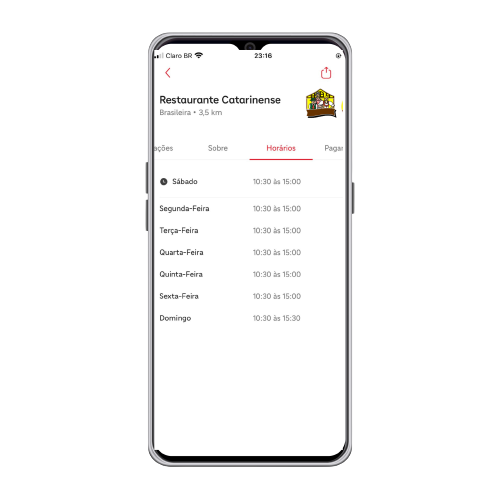 Claro BR 23:16
Restaurante Catarinense
Brasileira • 3,5 km
ações Sobre Horários Pagar
Sábado 10:30 às 15:00
Segunda-Feira 10:30 às 15:00
Terça-Feira 10:30 às 15:00
Quarta-Feira 10:30 às 15:00
Quinta-Feira 10:30 às 15:00
Sexta-Feira 10:30 às 15:00
Domingo 10:30 às 15:30